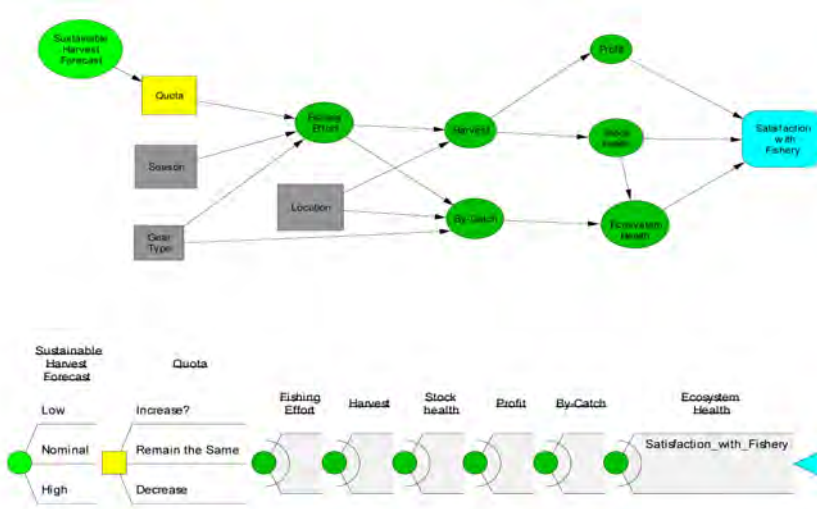 Sustainable
Harvest
Forecast
Quota
Season
Gear
Type
Location
Fishing
Effort
Harvest
By-Catch
Profit
Stock
health
Ecosystem
Health
Satisfaction
with
Fishery
Sustainable
Harvest
Forecast
Quota
Fishing
Effort
Harvest
Stock
health
Profit
By-Catch
Ecosystem
Health
Low
Increase?
Nominal
Remain the Same
Satisfaction_with_Fishery
High
Decrease